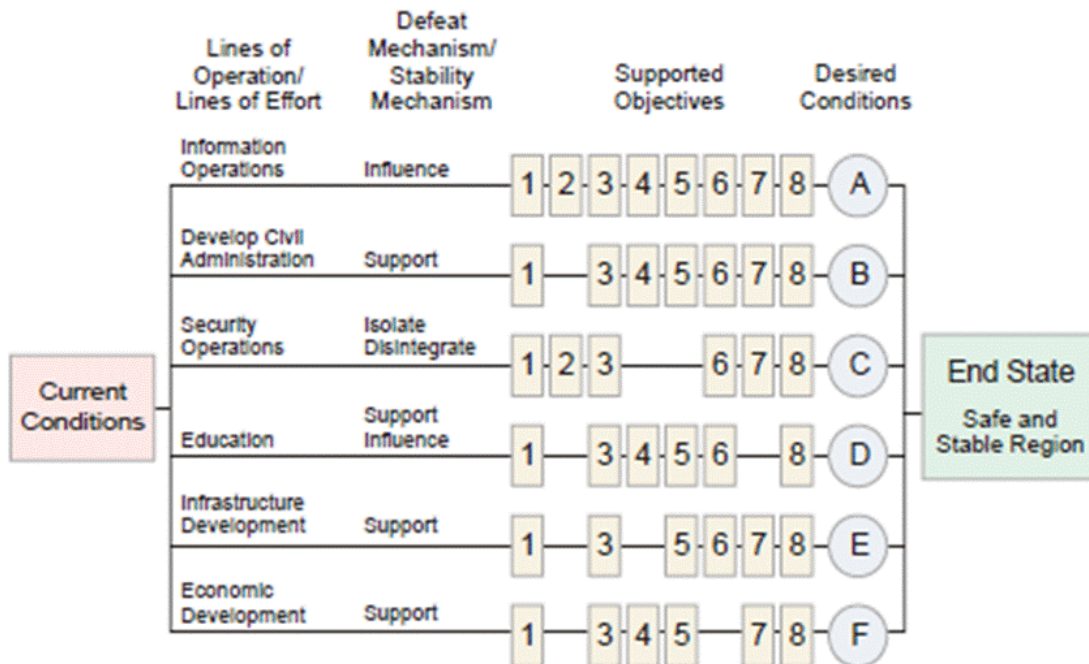 Lines of
Operation/
Lines of Effort
Defeat
Mechanism/
Stability
Mechanism
Supported
Objectives
Desired
Conditions
Information
Operations
Influence
1 2 3 4 5 6 7 8 A
Develop Civil
Administration
Support
1 3 4 5 6 7 8 B
Security
Operations
Isolate
Disintegrate
1 2 3 6 7 8 C
Education
Support
Influence
1 3 4 5 6 8 D
Infrastructure
Development
Support
1 3 5 6 7 8 E
Economic
Development
Support
1 3 4 5 7 8 F
Current
Conditions
End State
Safe and
Stable Region